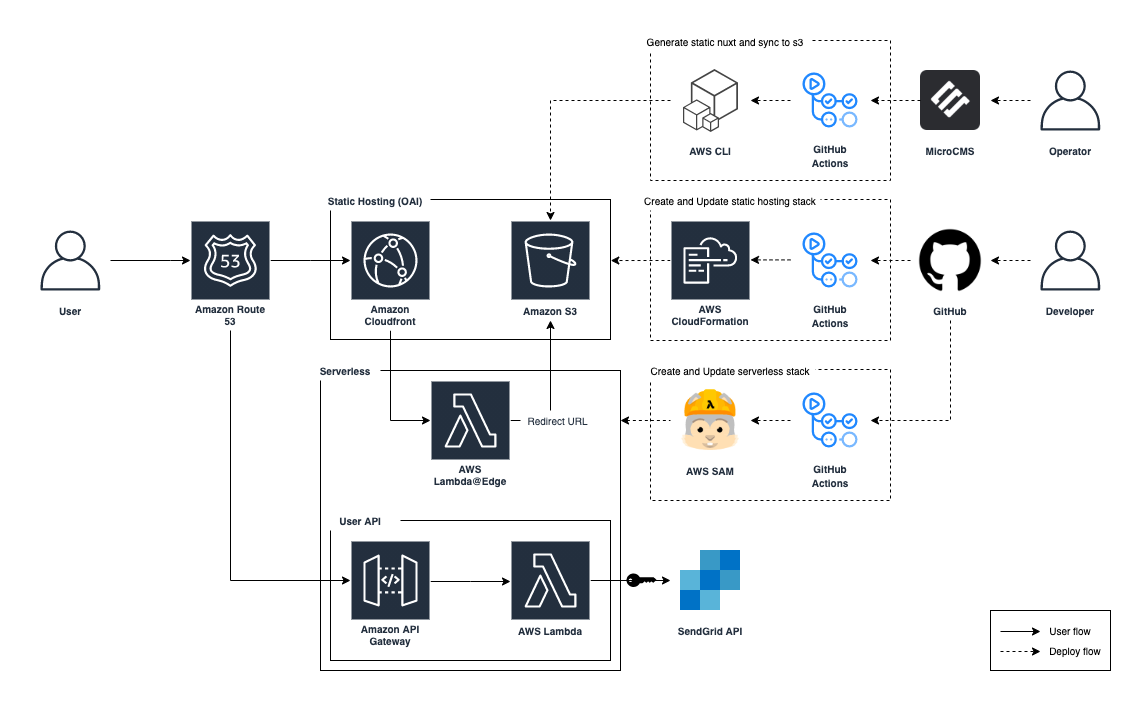 Generate static nuxt and sync to s3
AWS CLI
GitHub
Actions
MicroCMS
Operator
Static Hosting (OAI)
Create and Update static hosting stack
53
User
Amazon Route
53
Amazon
Cloudfront
Amazon S3
AWS
CloudFormation
GitHub
Actions
GitHub
Developer
Serverless
Create and Update serverless stack
λ
Redirect URL
AWS
Lambda@Edge
AWS SAM
GitHub
Actions
User API
</>
Amazon API
Gateway
AWS Lambda
SendGrid API
User flow
Deploy flow